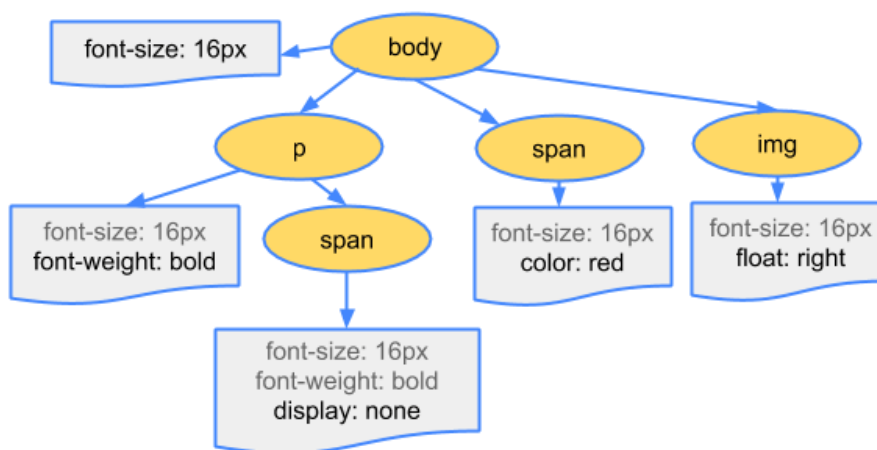 font-size: 16px
body
p
span
img
font-size: 16px
font-weight: bold
span
font-size: 16px
color: red
font-size: 16px
float: right
font-size: 16px
font-weight: bold
display: none